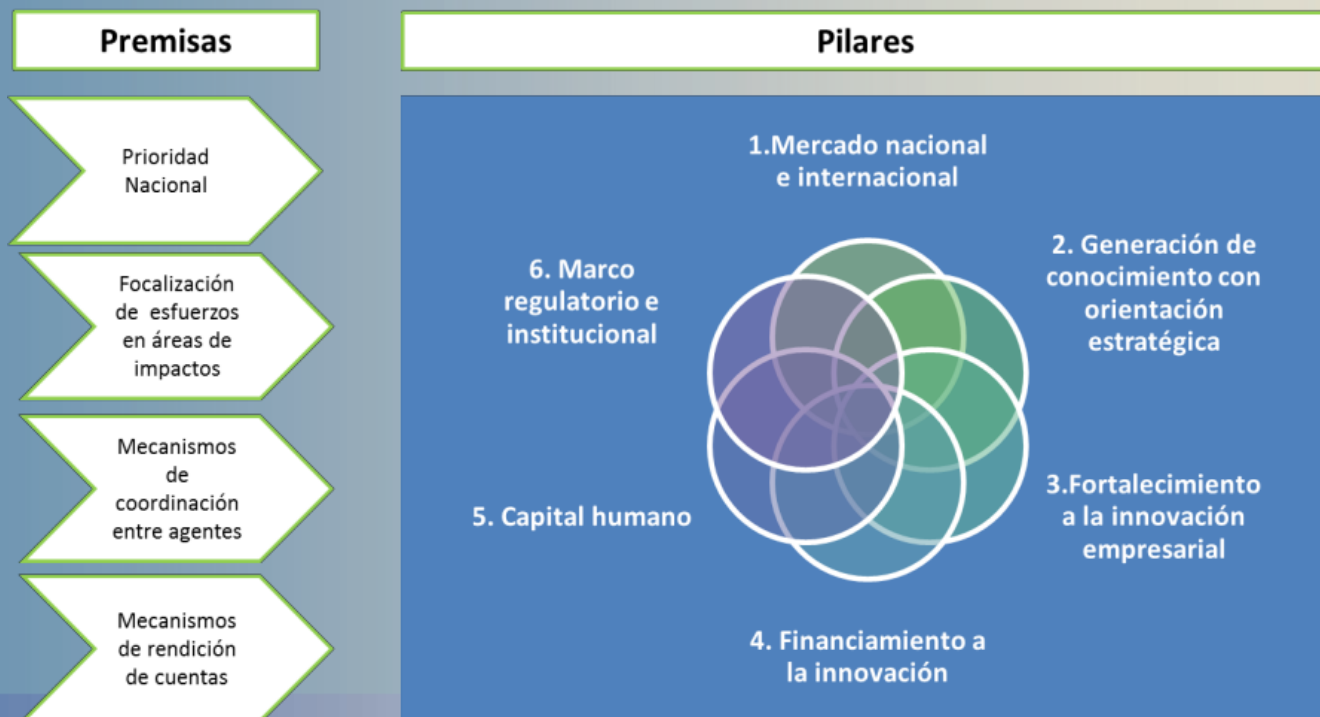 Premisas
Prioridad
Nacional
Focalización
de esfuerzos
en áreas de
impactos
Mecanismos
de
coordinación
entre agentes
Mecanismos
de rendición
de cuentas
Pilares
1.Mercado nacional
e internacional
2. Generación de
conocimiento con
orientación
estratégica
3.Fortalecimiento
a la innovación
empresarial
4. Financiamiento a
la innovación
5. Capital humano
6. Marco
regulatorio e
institucional